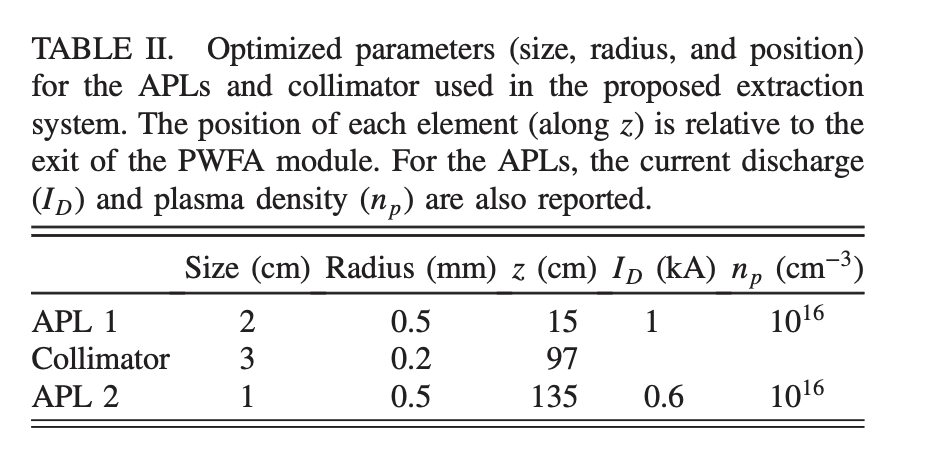 TABLE II. Optimized parameters (size, radius, and position)
for the APLs and collimator used in the proposed extraction
system. The position of each element (along z) is relative to the
exit of the PWFA module. For the APLs, the current discharge
(I_D) and plasma density (n_p) are also reported.
Size (cm) Radius (mm) z (cm) I_D (kA) n_p (cm⁻³)
APL 1 2 0.5 15 1 10¹⁶
Collimator 3 0.2 97
APL 2 1 0.5 135 0.6 10¹⁶